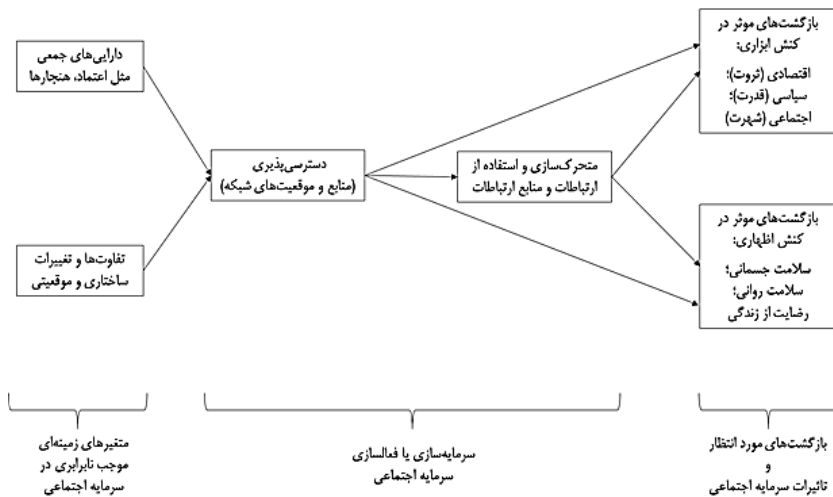 دارایی‌های جمعی
مثل اعتماد، هنجارها
تفاوت‌ها و تغییرات
ساختاری و موقعیتی
دسترسی‌پذیری
(منابع و موقعیت‌های شبکه)
متحرک‌سازی و استفاده از
ارتباطات و منابع ارتباطات
بازگشت‌های موثر در
کنش ابزاری:
اقتصادی (ثروت)؛
سیاسی (قدرت)؛
اجتماعی (شهرت)
بازگشت‌های موثر در
کنش اظهاری:
سلامت جسمانی؛
سلامت روانی؛
رضایت از زندگی
متغیرهای زمینه‌ای
موجب نابرابری در
سرمایه اجتماعی
سرمایه‌سازی یا فعالسازی
سرمایه اجتماعی
بازگشت‌های مورد انتظار
و
تاثیرات سرمایه اجتماعی